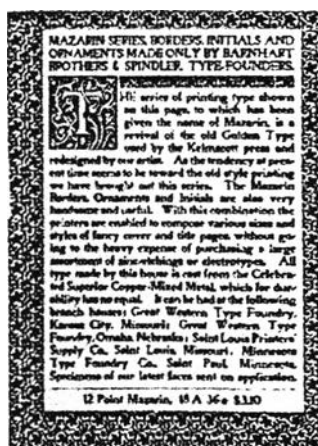 MAZARIN SERIES, BORDERS, INITIALS AND
ORNAMENTS MADE ONLY BY BARNHART
BROTHERS & SPINDLER, TYPE-FOUNDERS.
THE series of printing type shown
on this page, to which has been
given the name of Mazarin, is a
revival of the old Golden Type
used by the Kelmscott press and
redesigned by our artist. As the tendency at pres-
ent time seems to be toward the old style printing
we have brought out this series. The Mazarin
Borders, Ornaments and Initials are also very
handsome and useful. With this combination the
printers are enabled to compose various sizes and
styles of fancy cover and title pages, without go-
ing to the heavy expense of purchasing a large
assortment of zinc-etchings or electrotypes. All
type made by this house is cast from the Celebra-
ted Superior Copper-Mixed Metal, which for dur-
ability has no equal. It can be had at the following
branch houses: Great Western Type Foundry,
Kansas City, Missouri; Great Western Type
Foundry, Omaha, Nebraska; Saint Louis Printers'
Supply Co., Saint Louis, Missouri, Minnesota
Type Foundry Co., Saint Paul, Minnesota.
Specimens of our latest faces sent on application.
12 Point Mazarin, 18 A 36 a $3.10